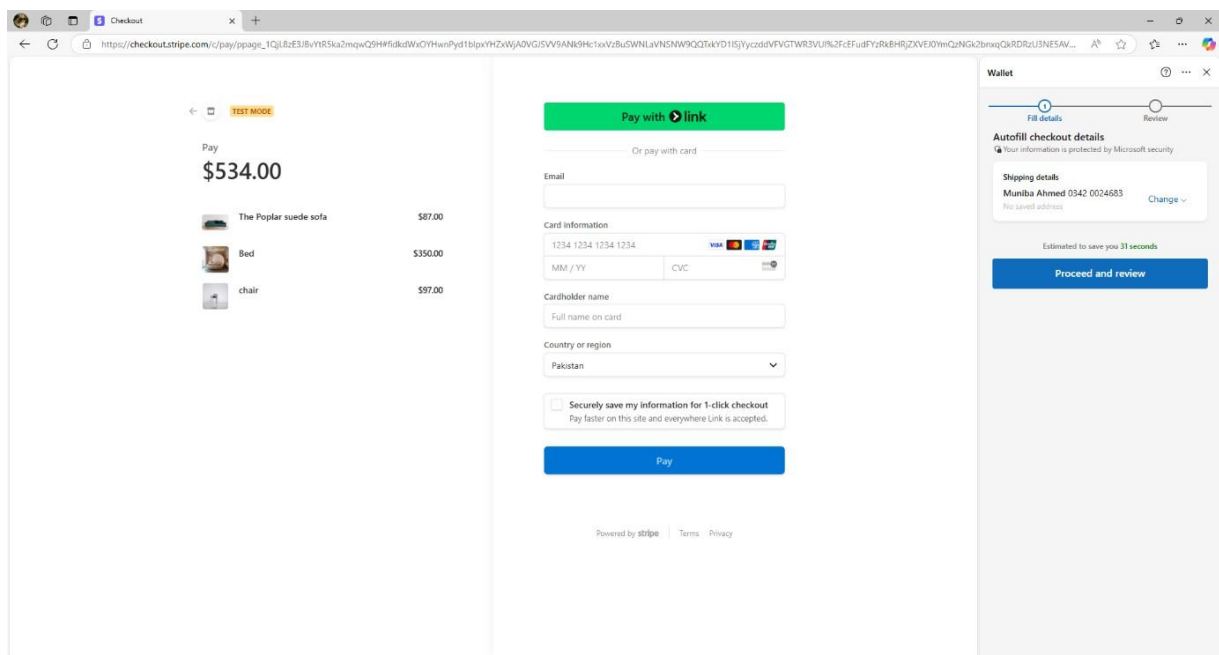 Checkout
https://checkout.stripe.com/c/pay/
TEST MODE
Pay
$534.00
The Poplar suede sofa $87.00
Bed $350.00
chair $97.00
Pay with link
Or pay with card
Email
Card information
1234 1234 1234 1234 VISA
MM / YY CVC
Cardholder name
Full name on card
Country or region
Pakistan
Securely save my information for 1-click checkout
Pay faster on this site and everywhere Link is accepted.
Pay
Powered by stripe Terms Privacy
Wallet
1
Fill details Review
Autofill checkout details
Your information is protected by Microsoft security
Shipping details
Muniba Ahmed 0342 0024683
Change
No saved address
Estimated to save you 31 seconds
Proceed and review